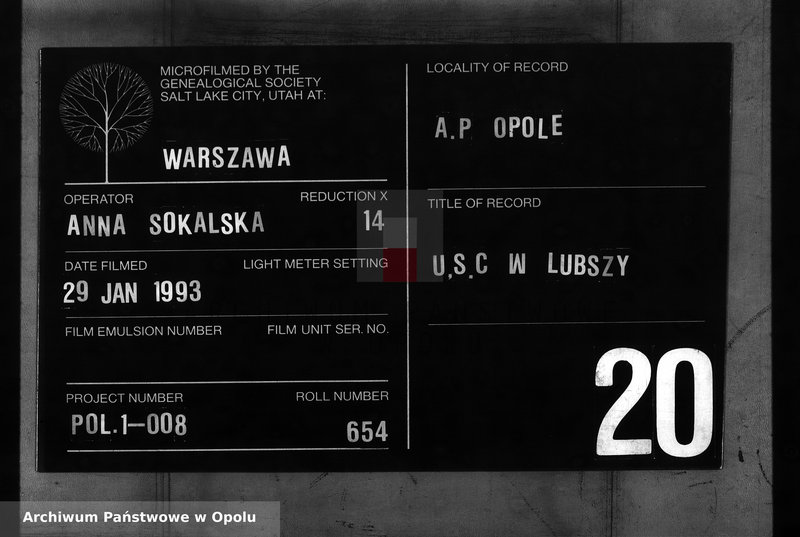 MICROFILMED BY THE
GENEALOGICAL SOCIETY
SALT LAKE CITY, UTAH AT:
WARSZAWA
OPERATOR
REDUCTION X
ANNA SOKALSKA
14
DATE FILMED
LIGHT METER SETTING
29 JAN 1993
FILM EMULSION NUMBER
FILM UNIT SER. NO.
PROJECT NUMBER
ROLL NUMBER
POL.1-008
654
LOCALITY OF RECORD
A.P OPOLE
TITLE OF RECORD
U.S.C W LUBSZY
20
Archiwum Państwowe w Opolu